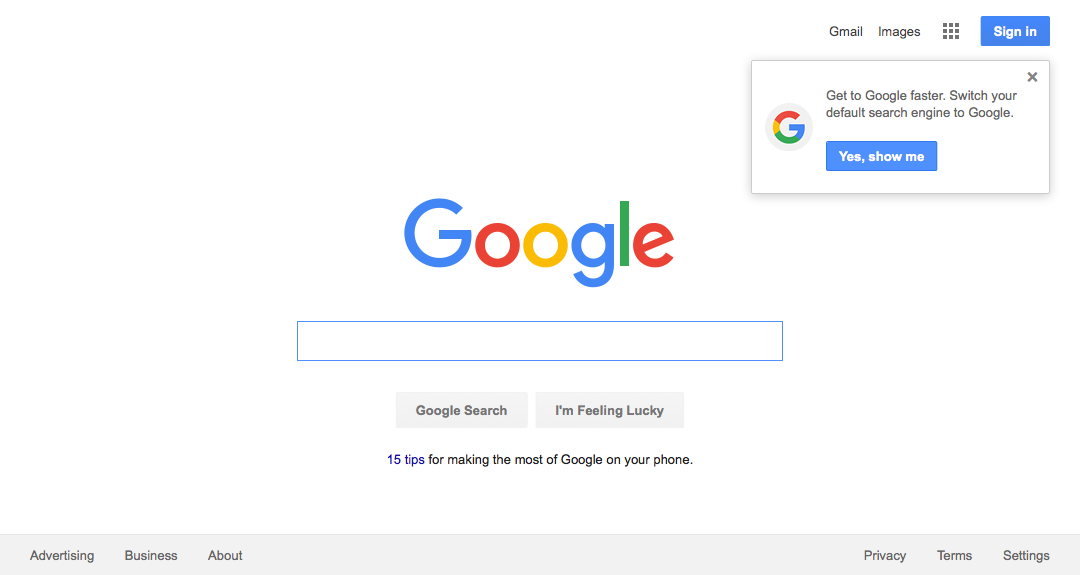 Gmail Images Sign in
Get to Google faster. Switch your
default search engine to Google.
Yes, show me
Google
Google Search I'm Feeling Lucky
15 tips for making the most of Google on your phone.
Advertising Business About Privacy Terms Settings